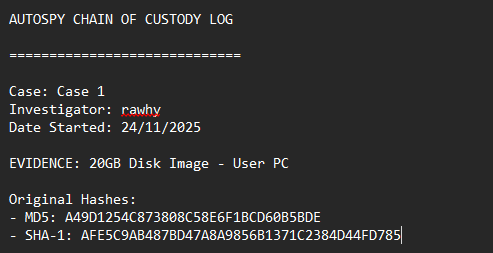 AUTOSPY CHAIN OF CUSTODY LOG
=============================
Case: Case 1
Investigator: rawhy
Date Started: 24/11/2025
EVIDENCE: 20GB Disk Image - User PC
Original Hashes:
- MD5: A49D1254C873808C58E6F1BCD60B5BDE
- SHA-1: AFE5C9AB487BD47A8A9856B1371C2384D44FD785